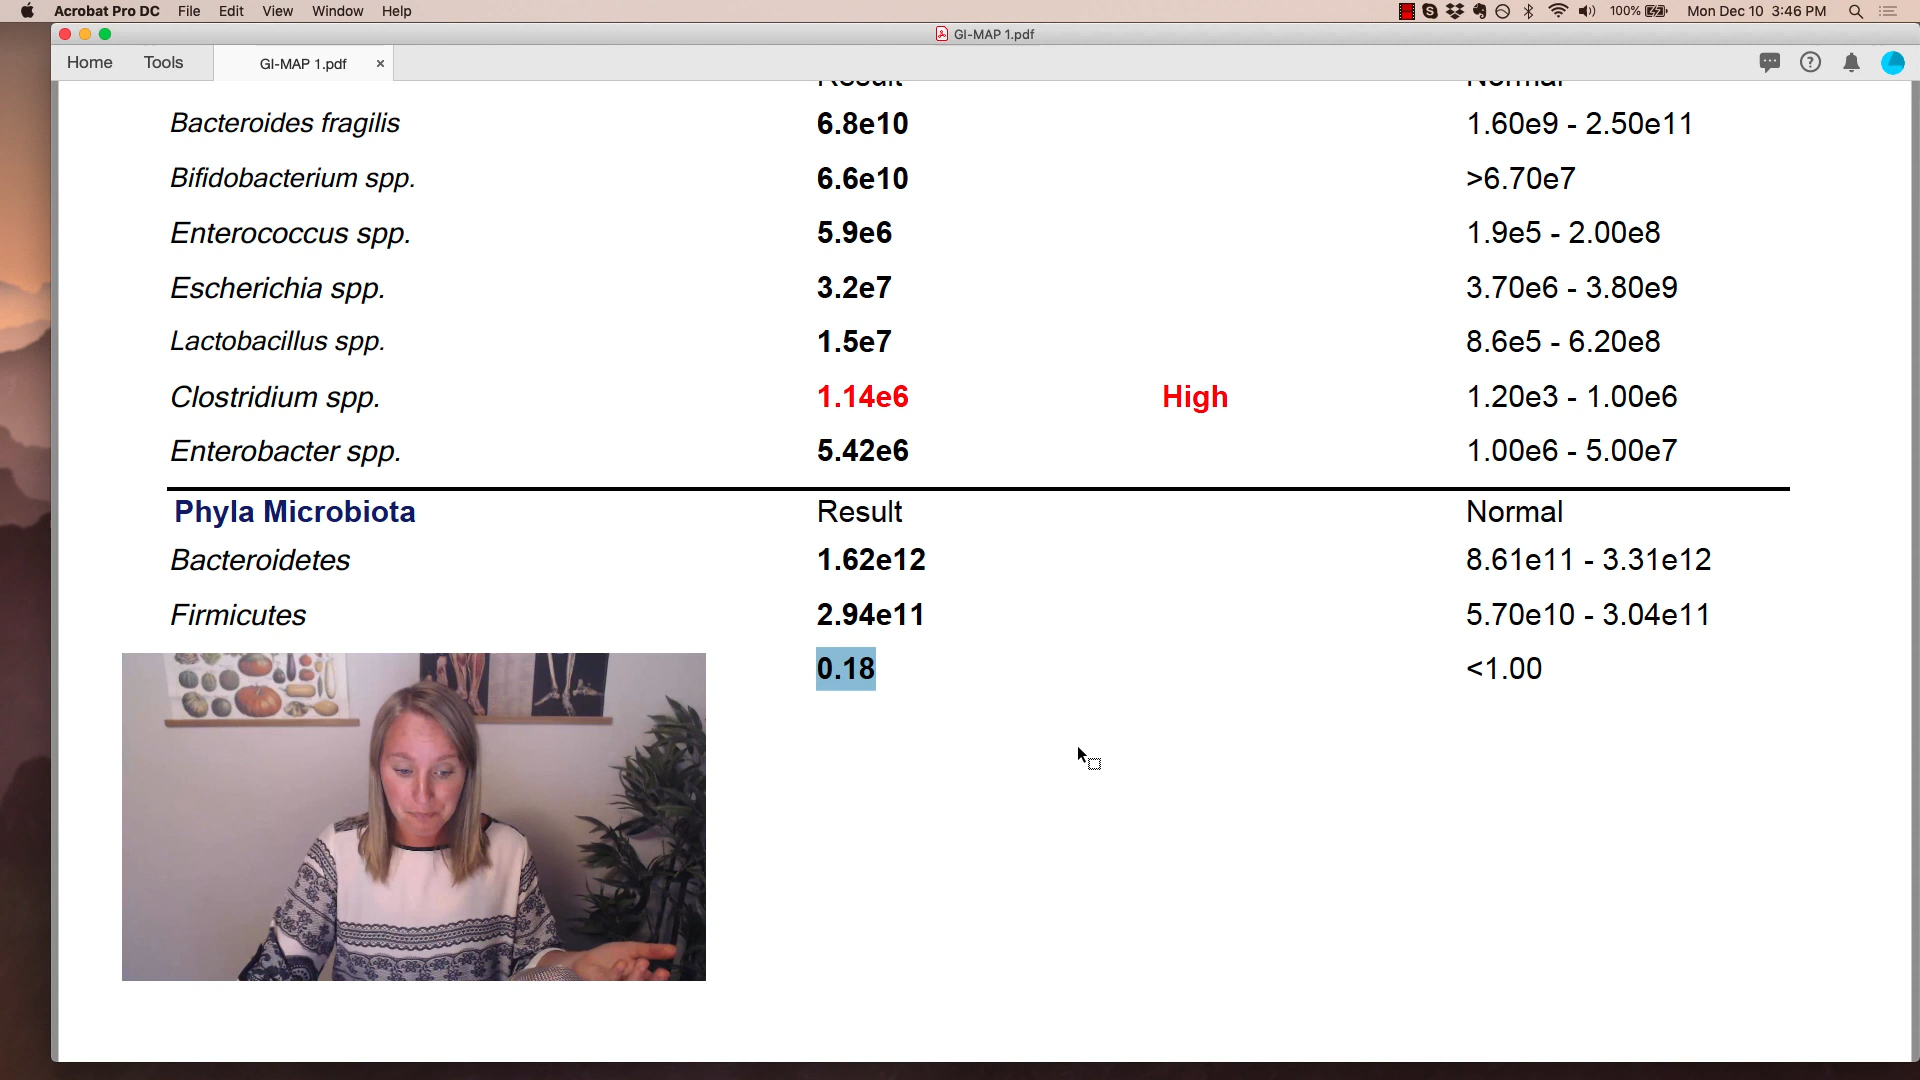 Acrobat Pro DC File Edit View Window Help 100% Mon Dec 10 3:46 PM
GI-MAP 1.pdf
Home Tools GI-MAP 1.pdf ×
Result Normal
Bacteroides fragilis 6.8e10 1.60e9 - 2.50e11
Bifidobacterium spp. 6.6e10 >6.70e7
Enterococcus spp. 5.9e6 1.9e5 - 2.00e8
Escherichia spp. 3.2e7 3.70e6 - 3.80e9
Lactobacillus spp. 1.5e7 8.6e5 - 6.20e8
Clostridium spp. 1.14e6 High 1.20e3 - 1.00e6
Enterobacter spp. 5.42e6 1.00e6 - 5.00e7
Phyla Microbiota Result Normal
Bacteroidetes 1.62e12 8.61e11 - 3.31e12
Firmicutes 2.94e11 5.70e10 - 3.04e11
0.18 <1.00